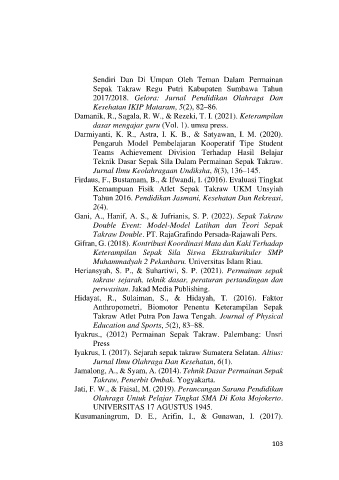 Sendiri Dan Di Umpan Oleh Teman Dalam Permainan
Sepak Takraw Regu Putri Kabupaten Sumbawa Tahun
2017/2018. Gelora: Jurnal Pendidikan Olahraga Dan
Kesehatan IKIP Mataram, 5(2), 82–86.
Damanik, R., Sagala, R. W., & Rezeki, T. I. (2021). Keterampilan
dasar mengajar guru (Vol. 1). umsu press.
Darmiyanti, K. R., Astra, I. K. B., & Satyawan, I. M. (2020).
Pengaruh Model Pembelajaran Kooperatif Tipe Student
Teams Achievement Division Terhadap Hasil Belajar
Teknik Dasar Sepak Sila Dalam Permainan Sepak Takraw.
Jurnal Ilmu Keolahragaan Undiksha, 8(3), 136–145.
Firdaus, F., Bustamam, B., & Ifwandi, I. (2016). Evaluasi Tingkat
Kemampuan Fisik Atlet Sepak Takraw UKM Unsyiah
Tahun 2016. Pendidikan Jasmani, Kesehatan Dan Rekreasi,
2(4).
Gani, A., Hanif, A. S., & Jufrianis, S. P. (2022). Sepak Takraw
Double Event: Model-Model Latihan dan Teori Sepak
Takraw Double. PT. RajaGrafindo Persada-Rajawali Pers.
Gifran, G. (2018). Kontribusi Koordinasi Mata dan Kaki Terhadap
Keterampilan Sepak Sila Siswa Ekstrakurikuler SMP
Muhammadyah 2 Pekanbaru. Universitas Islam Riau.
Heriansyah, S. P., & Suhartiwi, S. P. (2021). Permainan sepak
takraw sejarah, teknik dasar, peraturan pertandingan dan
perwasitan. Jakad Media Publishing.
Hidayat, R., Sulaiman, S., & Hidayah, T. (2016). Faktor
Anthropometri, Biomotor Penentu Keterampilan Sepak
Takraw Atlet Putra Pon Jawa Tengah. Journal of Physical
Education and Sports, 5(2), 83–88.
Iyakrus., (2012) Permainan Sepak Takraw. Palembang: Unsri
Press
Iyakrus, I. (2017). Sejarah sepak takraw Sumatera Selatan. Altius:
Jurnal Ilmu Olahraga Dan Kesehatan, 6(1).
Jamalong, A., & Syam, A. (2014). Tehnik Dasar Permainan Sepak
Takraw. Penerbit Ombak. Yogyakarta.
Jati, F. W., & Faisal, M. (2019). Perancangan Sarana Pendidikan
Olahraga Untuk Pelajar Tingkat SMA Di Kota Mojokerto.
UNIVERSITAS 17 AGUSTUS 1945.
Kusumaningrum, D. E., Arifin, I., & Gunawan, I. (2017).
103